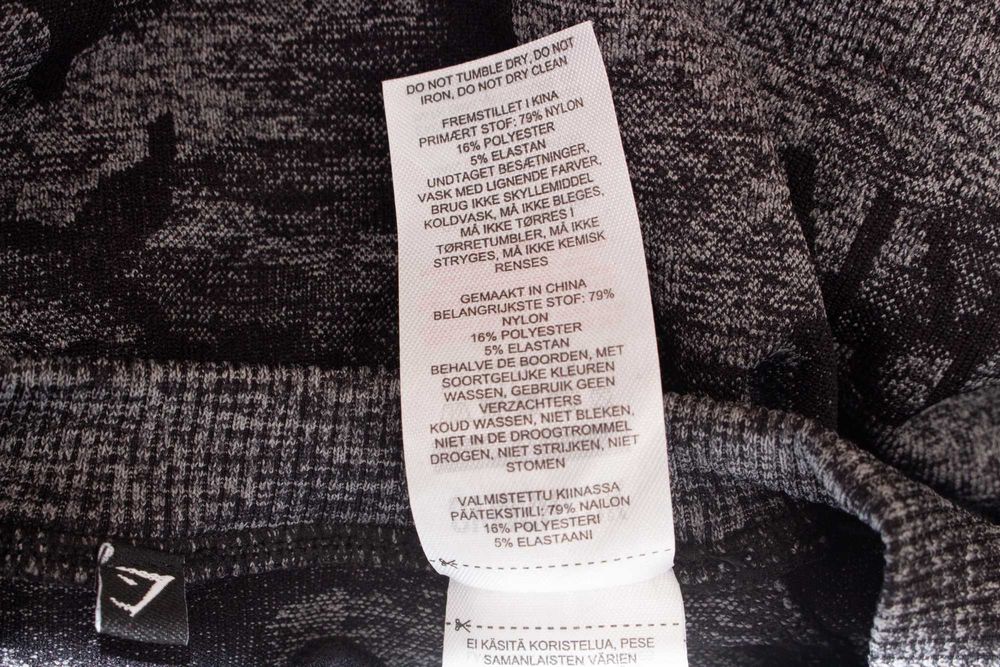 DO NOT TUMBLE DRY, DO NOT
IRON, DO NOT DRY CLEAN
FREMSTILLET I KINA
PRIMÆRT STOF: 79% NYLON
16% POLYESTER
5% ELASTAN
UNDTAGET BESÆTNINGER,
VASK MED LIGNENDE FARVER,
BRUG IKKE SKYLLEMIDDEL
KOLDVASK, MÅ IKKE BLEGES,
MÅ IKKE TØRRES I
TØRRETUMBLER, MÅ IKKE
STRYGES, MÅ IKKE KEMISK
RENSES
GEMAAKT IN CHINA
BELANGRIJKSTE STOF: 79%
NYLON
16% POLYESTER
5% ELASTAN
BEHALVE DE BOORDEN, MET
SOORTGELIJKE KLEUREN
WASSEN, GEBRUIK GEEN
VERZACHTERS
KOUD WASSEN, NIET BLEKEN,
NIET IN DE DROOGTROMMEL
DROGEN, NIET STRIJKEN, NIET
STOMEN
VALMISTETTU KIINASSA
PÄÄTEKSTIILI: 79% NAILON
16% POLYESTERI
5% ELASTAANI
EI KÄSITÄ KORISTELUA, PESE
SAMANLAISTEN VÄRIEN